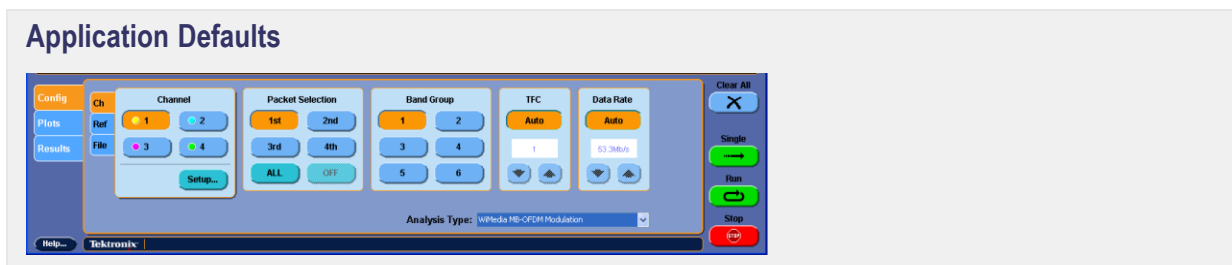 Application Defaults
Config
Plots
Results
Ch
Ref
File
Channel
1 2
3 4
Setup...
Packet Selection
1st 2nd
3rd 4th
ALL OFF
Band Group
1 2
3 4
5 6
TFC
Auto
1
Data Rate
Auto
53.3Mb/s
Analysis Type: WiMedia MB-OFDM Modulation
Clear All
Single
Run
Stop
STOP
Help...
Tektronix